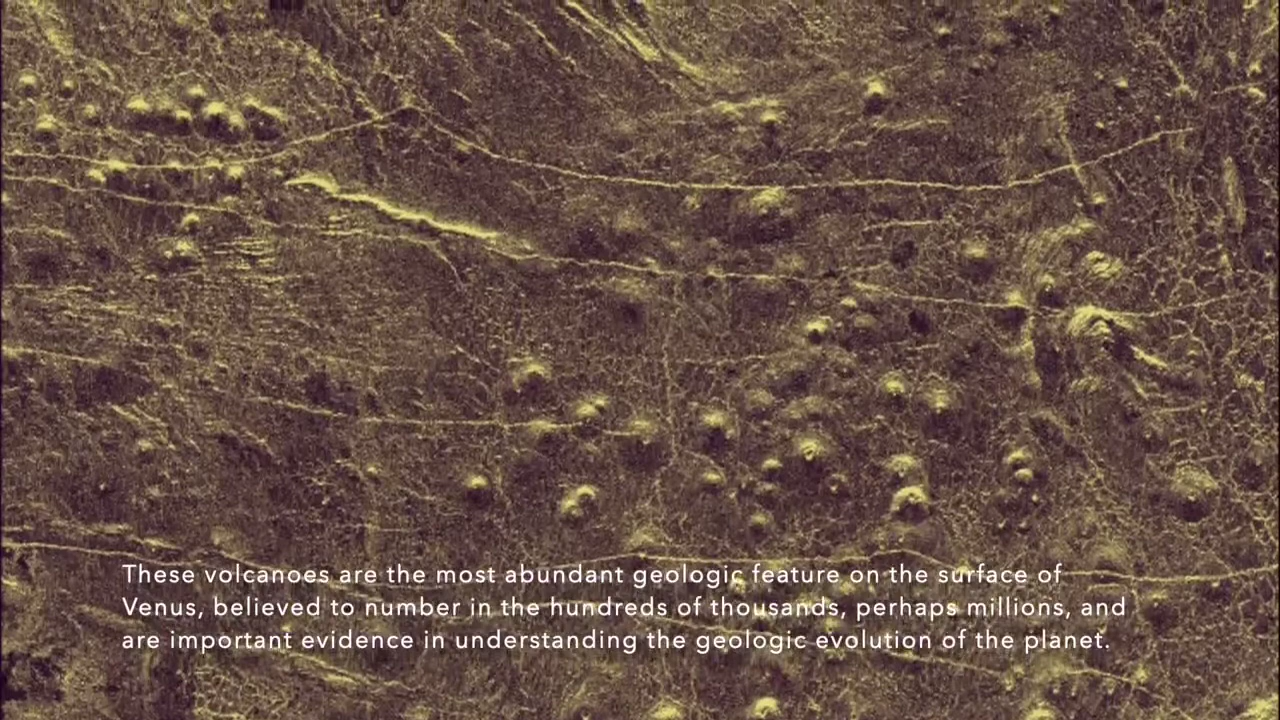 These volcanoes are the most abundant geologic feature on the surface of
Venus, believed to number in the hundreds of thousands, perhaps millions, and
are important evidence in understanding the geologic evolution of the planet.